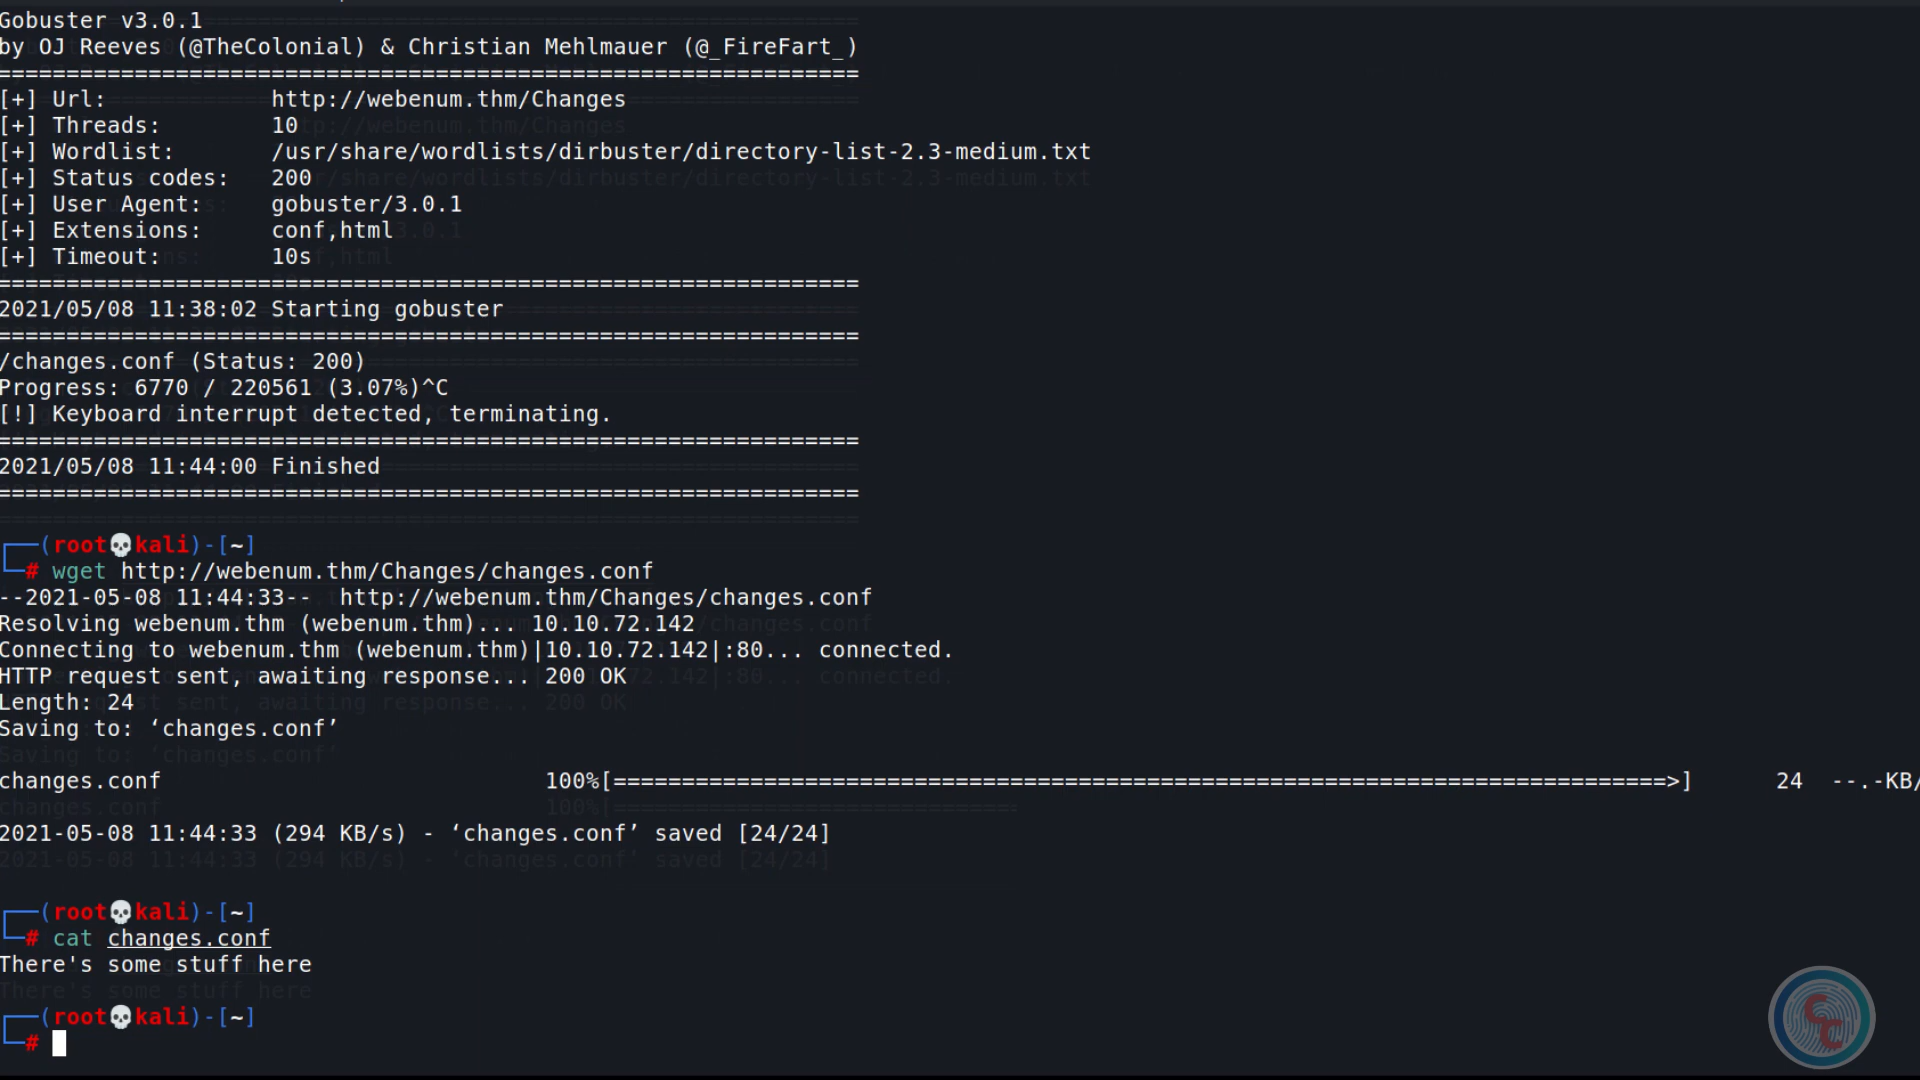 Gobuster v3.0.1
by OJ Reeves (@TheColonial) & Christian Mehlmauer (@_FireFart_)
===============================================================
[+] Url:            http://webenum.thm/Changes
[+] Threads:        10
[+] Wordlist:       /usr/share/wordlists/dirbuster/directory-list-2.3-medium.txt
[+] Status codes:   200
[+] User Agent:     gobuster/3.0.1
[+] Extensions:     conf,html
[+] Timeout:        10s
===============================================================
2021/05/08 11:38:02 Starting gobuster
===============================================================
/changes.conf (Status: 200)
Progress: 6770 / 220561 (3.07%)^C
[!] Keyboard interrupt detected, terminating.
===============================================================
2021/05/08 11:44:00 Finished
===============================================================
┌──(root💀kali)-[~]
└─# wget http://webenum.thm/Changes/changes.conf
--2021-05-08 11:44:33--  http://webenum.thm/Changes/changes.conf
Resolving webenum.thm (webenum.thm)... 10.10.72.142
Connecting to webenum.thm (webenum.thm)|10.10.72.142|:80... connected.
HTTP request sent, awaiting response... 200 OK
Length: 24
Saving to: ‘changes.conf’
changes.conf                            100%[=============================================================================>]      24  --.-KB/
2021-05-08 11:44:33 (294 KB/s) - ‘changes.conf’ saved [24/24]
┌──(root💀kali)-[~]
└─# cat changes.conf
There's some stuff here
┌──(root💀kali)-[~]
└─#